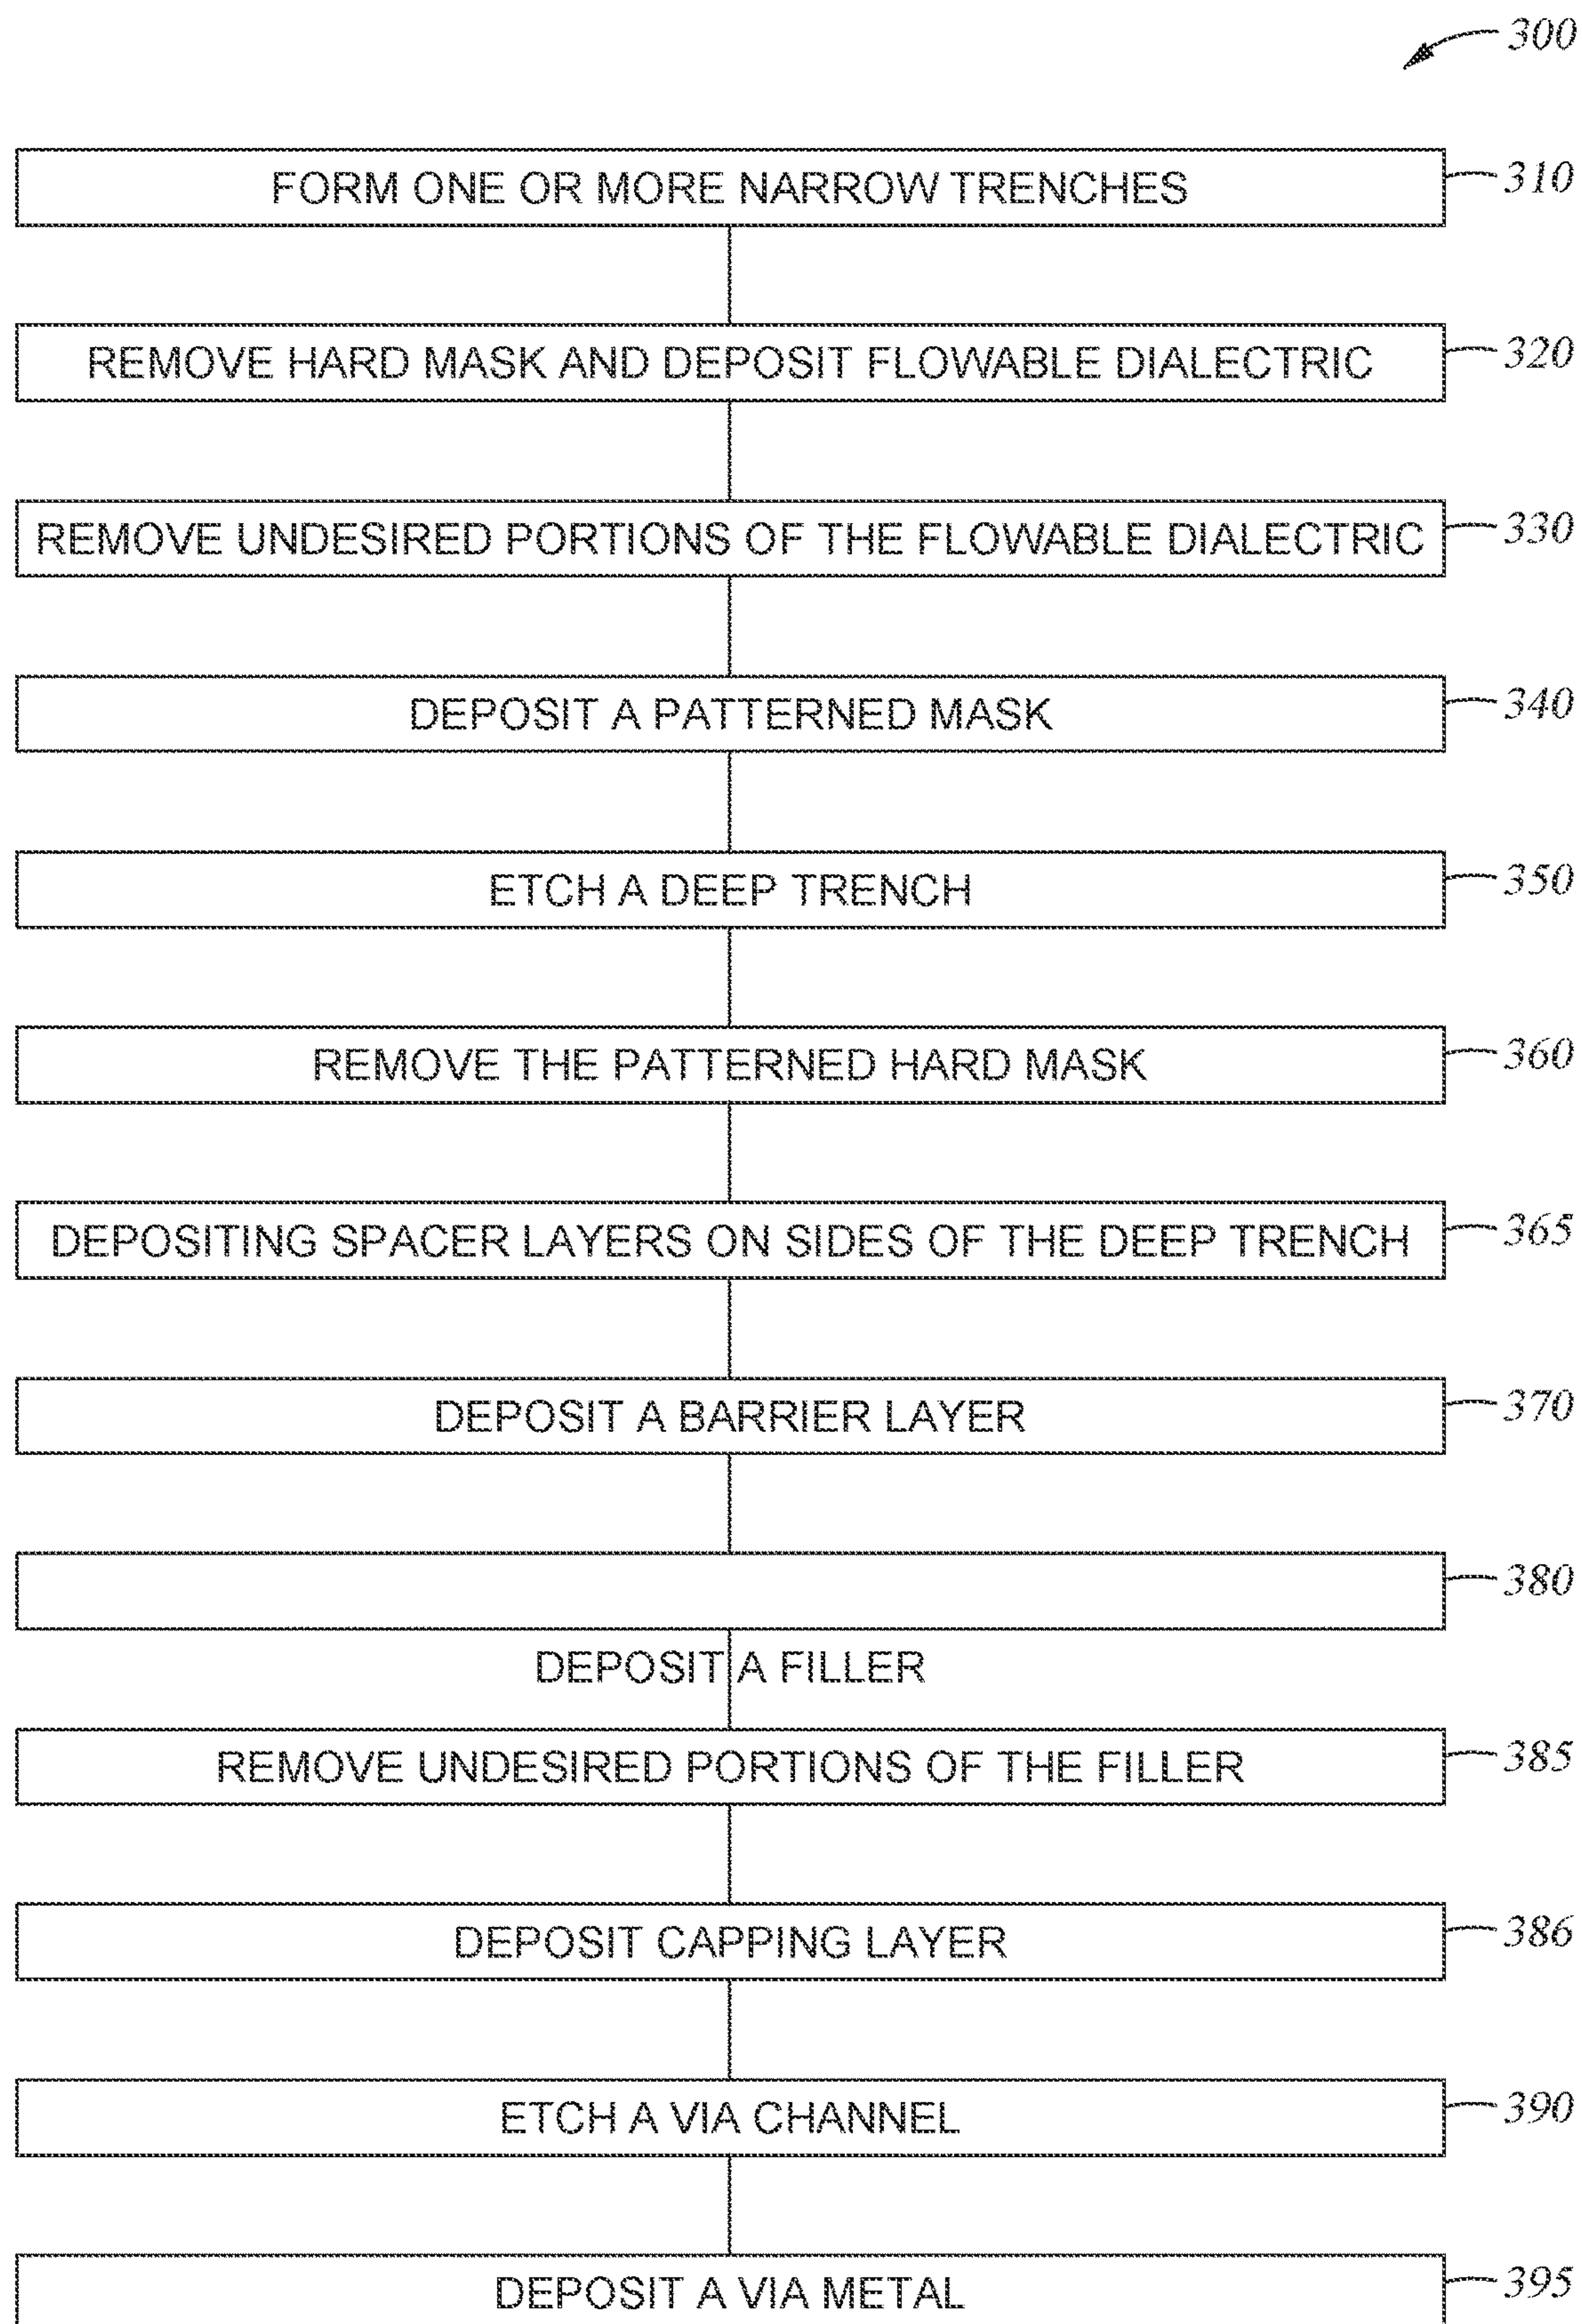 300
FORM ONE OR MORE NARROW TRENCHES 310
REMOVE HARD MASK AND DEPOSIT FLOWABLE DIALECTRIC 320
REMOVE UNDESIRED PORTIONS OF THE FLOWABLE DIALECTRIC 330
DEPOSIT A PATTERNED MASK 340
ETCH A DEEP TRENCH 350
REMOVE THE PATTERNED HARD MASK 360
DEPOSITING SPACER LAYERS ON SIDES OF THE DEEP TRENCH 365
DEPOSIT A BARRIER LAYER 370
380
DEPOSIT A FILLER
REMOVE UNDESIRED PORTIONS OF THE FILLER 385
DEPOSIT CAPPING LAYER 386
ETCH A VIA CHANNEL 390
DEPOSIT A VIA METAL 395